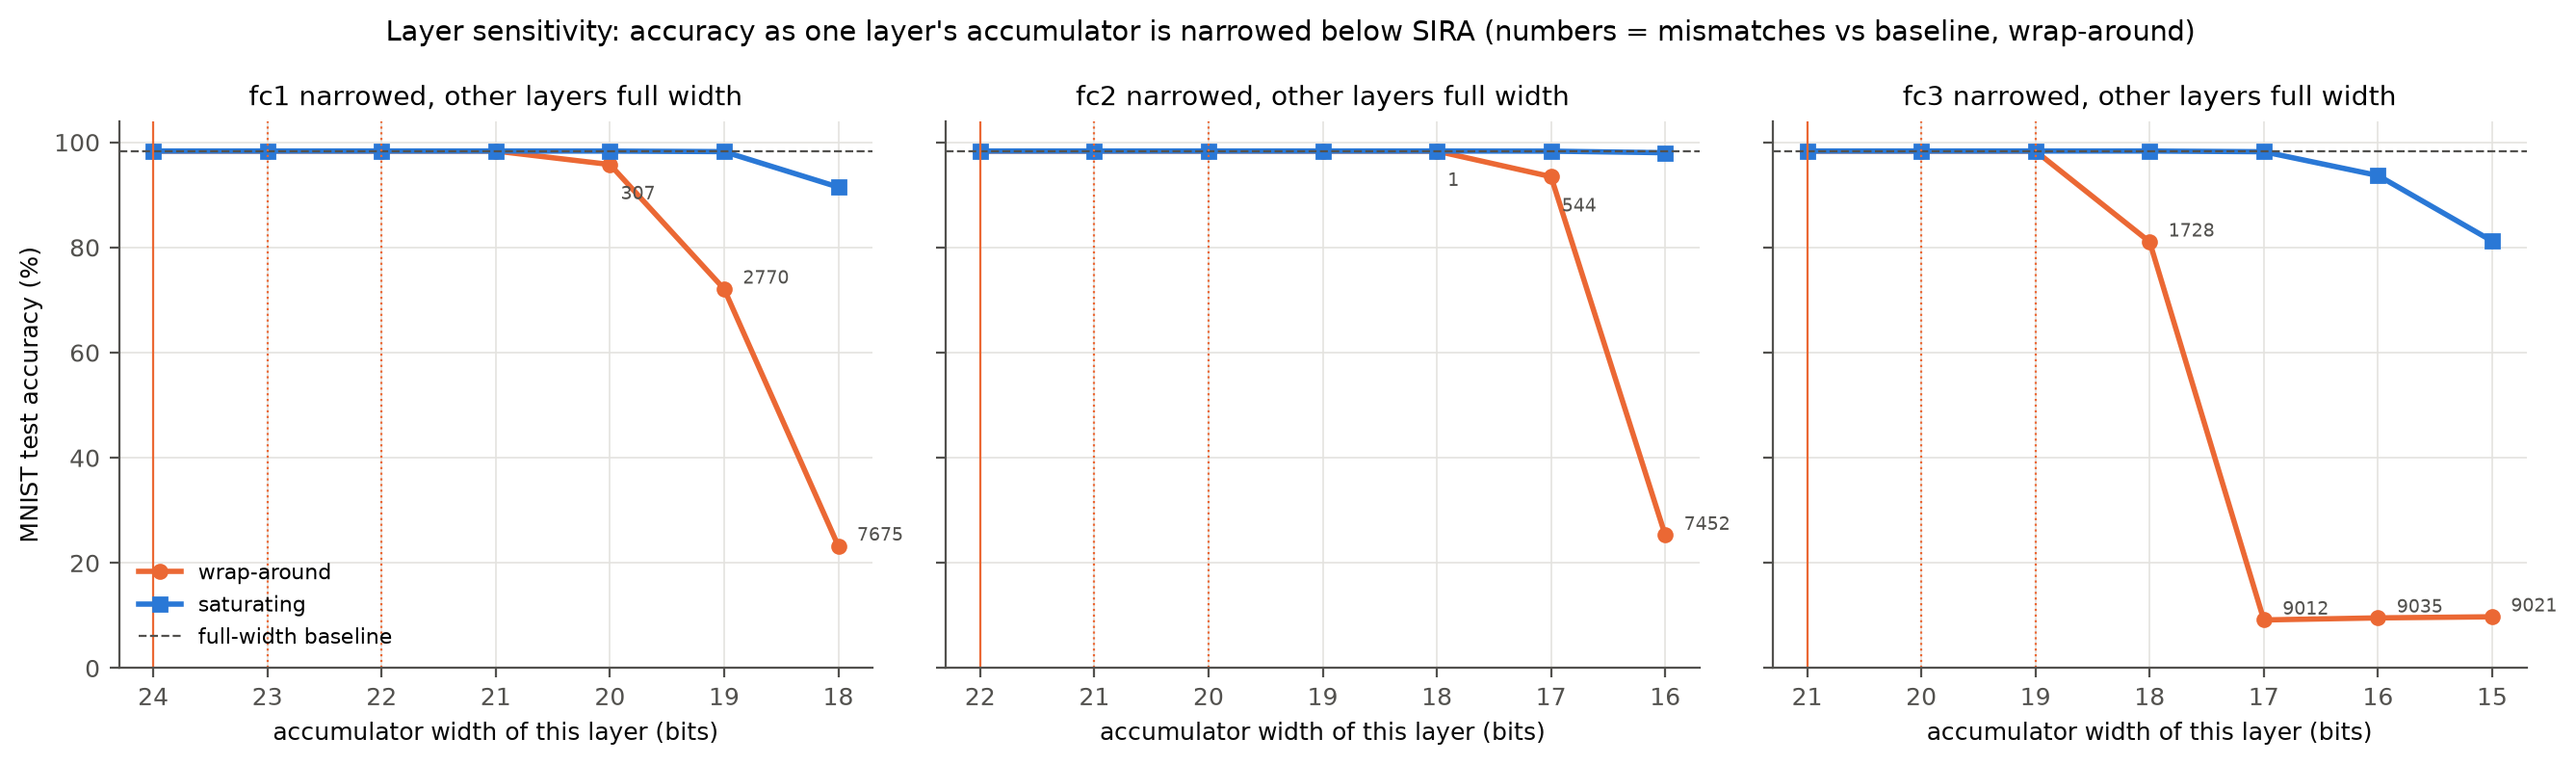 Layer sensitivity: accuracy as one layer's accumulator is narrowed below SIRA (numbers = mismatches vs baseline, wrap-around)
fc1 narrowed, other layers full width
fc2 narrowed, other layers full width
fc3 narrowed, other layers full width
MNIST test accuracy (%)
100
80
60
40
20
0
307
2770
7675
wrap-around
saturating
full-width baseline
24 23 22 21 20 19 18
accumulator width of this layer (bits)
1
544
7452
22 21 20 19 18 17 16
accumulator width of this layer (bits)
1728
9012
9035
9021
21 20 19 18 17 16 15
accumulator width of this layer (bits)